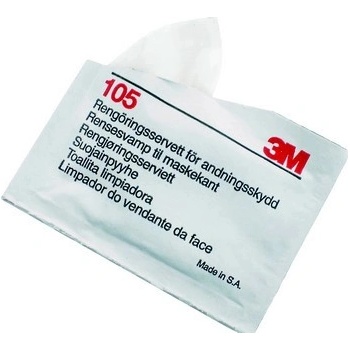 105
Rengöringsservett för andningsskydd
Rensesvamp til maskekant
Rengjøringsserviett
Suojainpyyhe
Toallita limpiadora
Limpador do vendante da face
3M
Made in S.A.